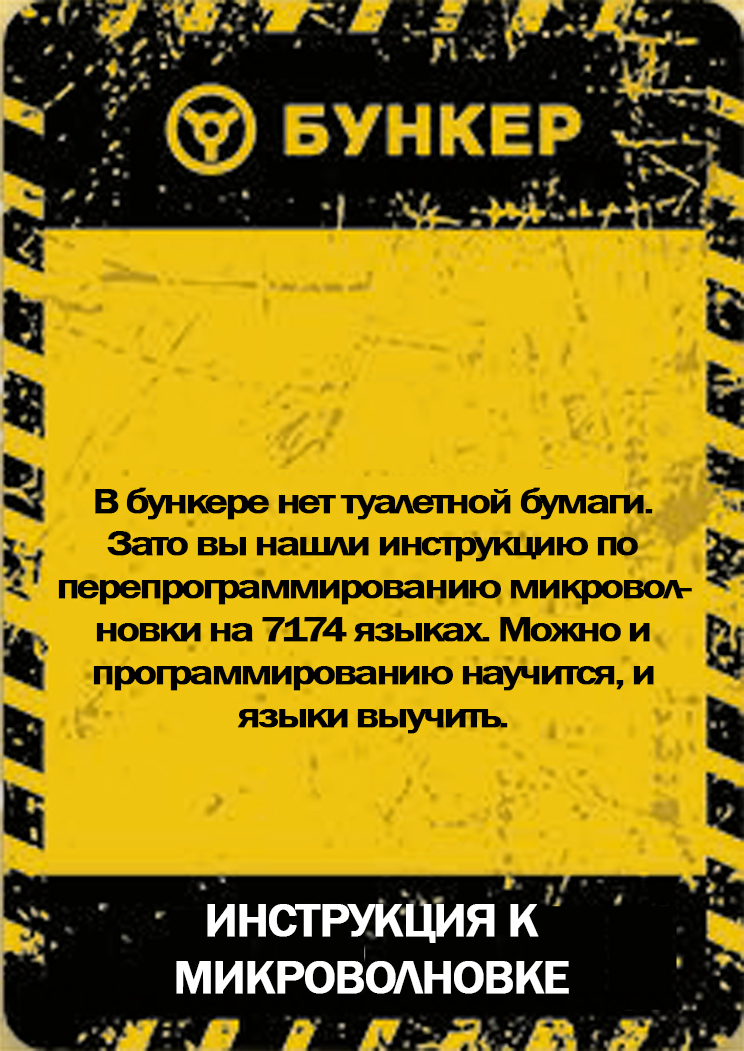 БУНКЕР
В бункере нет туалетной бумаги.
Зато вы нашли инструкцию по
перепрограммированию микровол-
новки на 7174 языках. Можно и
программированию научится, и
языки выучить.
ИНСТРУКЦИЯ К
МИКРОВОЛНОВКЕ